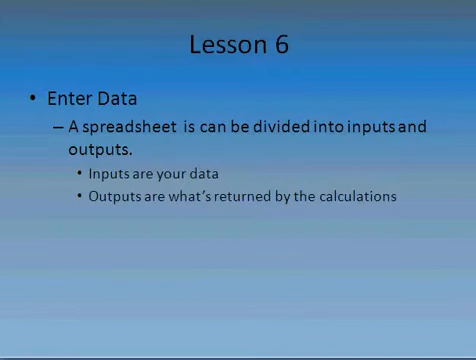 Lesson 6
• Enter Data
– A spreadsheet is can be divided into inputs and
outputs.
• Inputs are your data
• Outputs are what's returned by the calculations